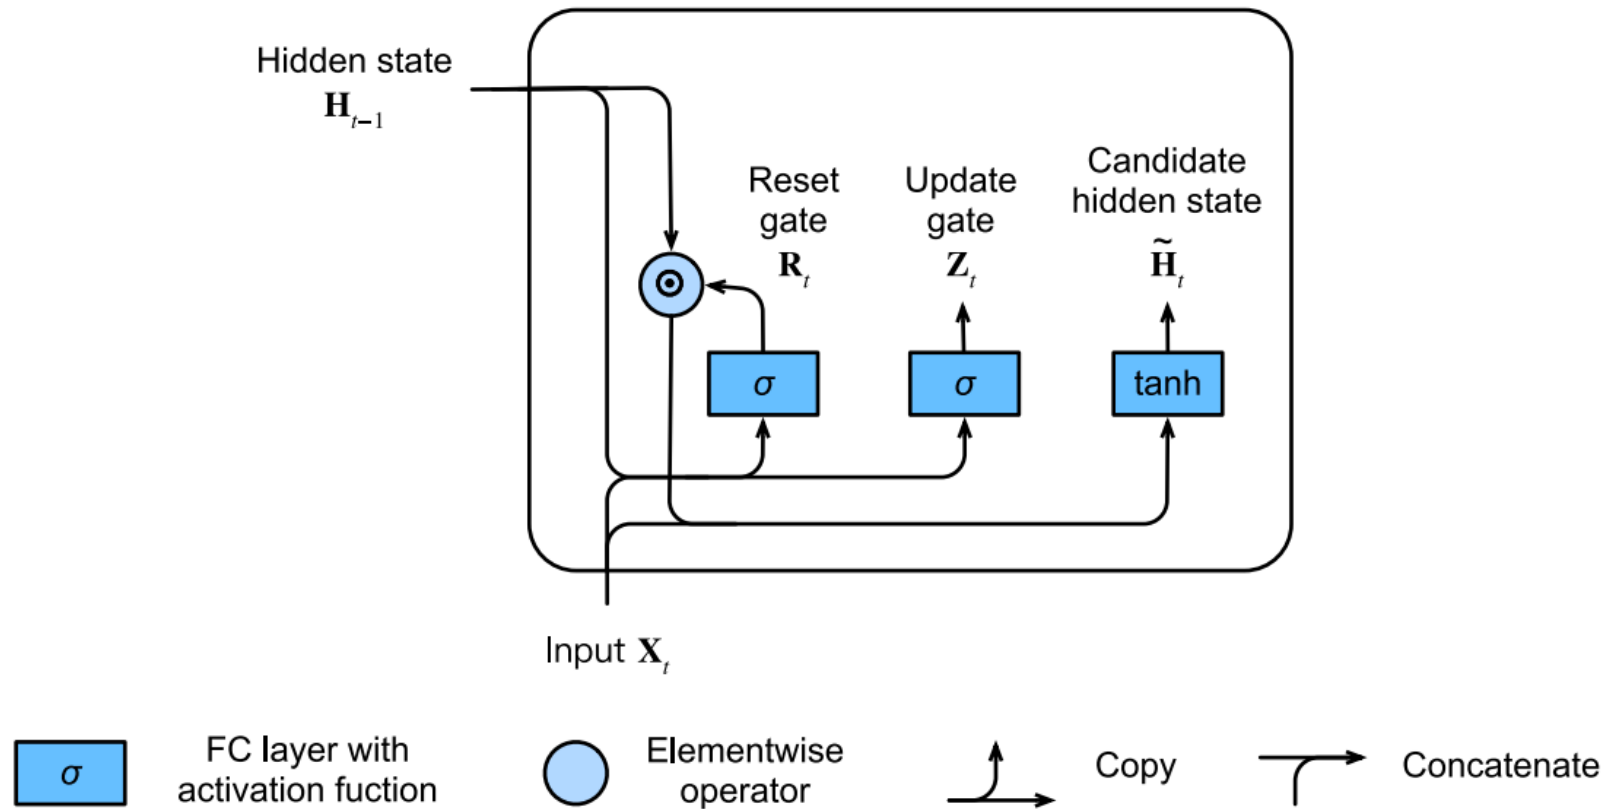 Hidden state
H_{t-1}
Reset
gate
R_t
Update
gate
Z_t
Candidate
hidden state
H̃_t
⊙
σ
σ
tanh
Input X_t
σ
FC layer with
activation fuction
Elementwise
operator
Copy
Concatenate